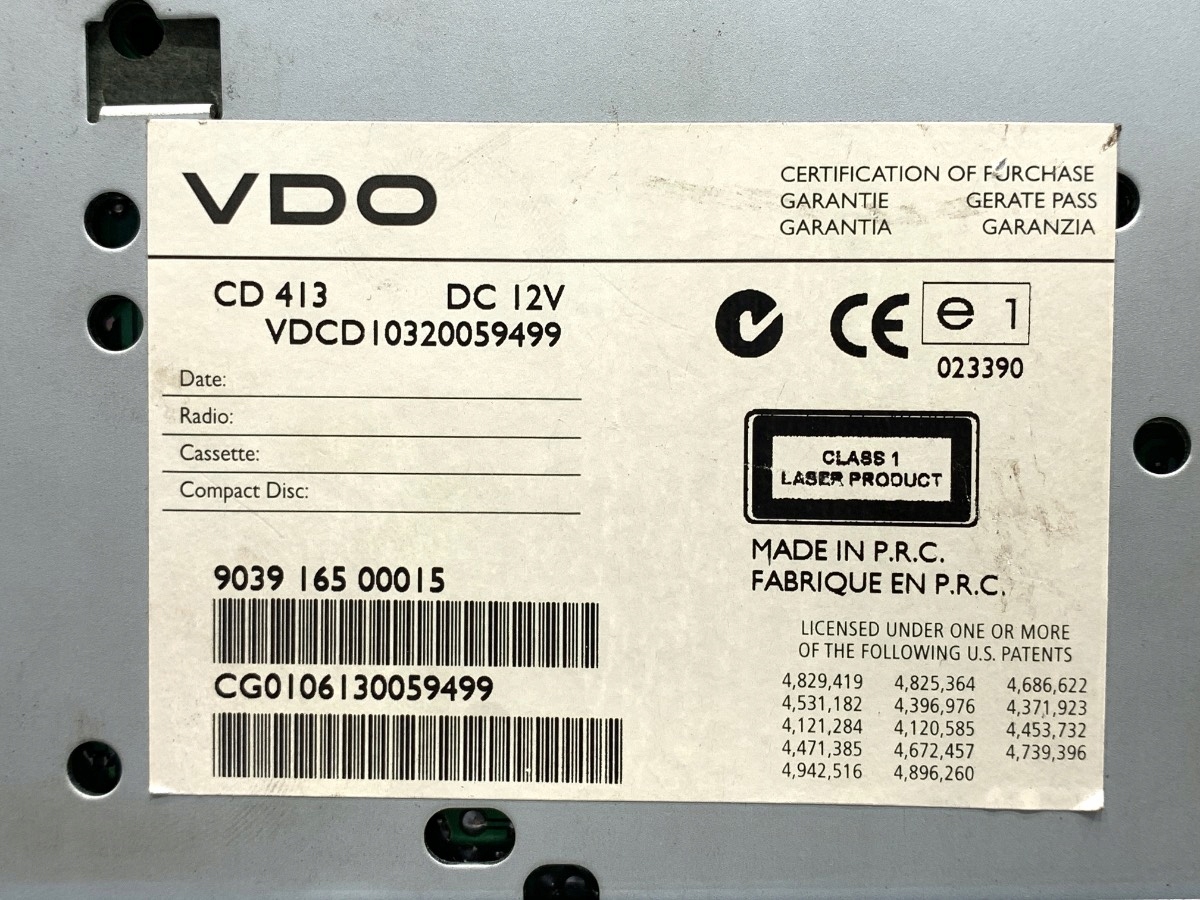 VDO
CERTIFICATION OF PURCHASE
GARANTIE GERATE PASS
GARANTIA GARANZIA
CD 413 DC 12V
VDCD10320059499
Date:
Radio:
Cassette:
Compact Disc:
9039 165 00015
CG0106130059499
CE e 1
023390
CLASS 1
LASER PRODUCT
MADE IN P.R.C.
FABRIQUE EN P.R.C.
LICENSED UNDER ONE OR MORE
OF THE FOLLOWING U.S. PATENTS
4,829,419 4,825,364 4,686,622
4,531,182 4,396,976 4,371,923
4,121,284 4,120,585 4,453,732
4,471,385 4,672,457 4,739,396
4,942,516 4,896,260